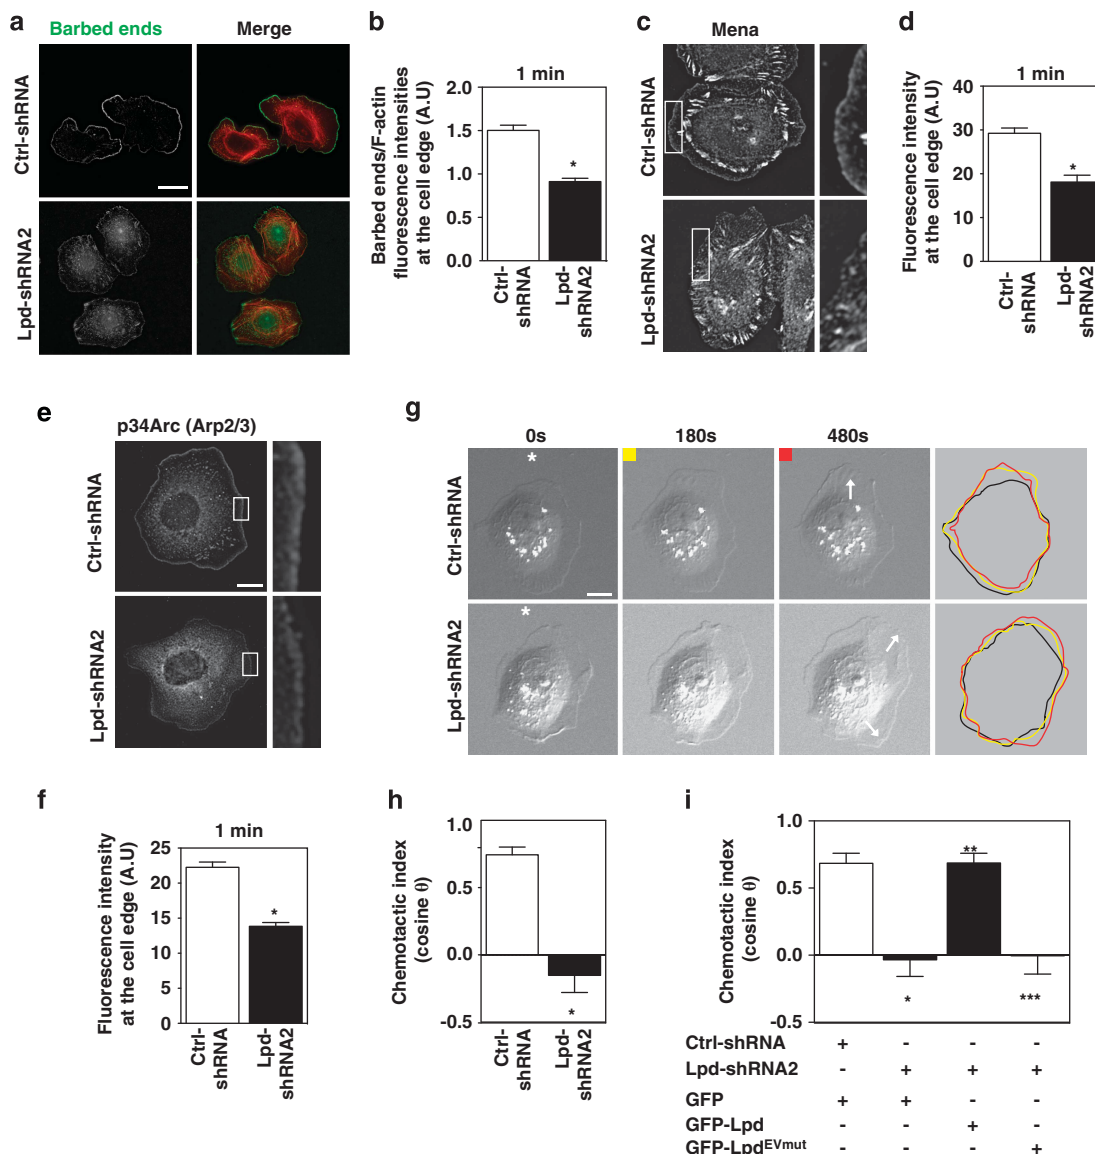 a
Barbed ends
Merge
Ctrl-shRNA
Lpd-shRNA2
b
1 min
Barbed ends/F-actin
fluorescence intensities
at the cell edge (A.U)
2.0
1.5
1.0
0.5
0.0
*
Ctrl-
shRNA
Lpd-
shRNA2
c
Mena
Ctrl-shRNA
Lpd-shRNA2
d
1 min
Fluorescence intensity
at the cell edge (A.U)
40
30
20
10
0
*
Ctrl-
shRNA
Lpd-
shRNA2
e
p34Arc (Arp2/3)
Ctrl-shRNA
Lpd-shRNA2
g
0s
180s
480s
*
Ctrl-shRNA
*
Lpd-shRNA2
f
1 min
Fluorescence intensity
at the cell edge (A.U)
25
20
15
10
5
0
*
Ctrl-
shRNA
Lpd-
shRNA2
h
Chemotactic index
(cosine θ)
1.0
0.5
0.0
-0.5
*
Ctrl-
shRNA
Lpd-
shRNA2
i
Chemotactic index
(cosine θ)
1.0
0.5
0.0
-0.5
*
**
***
Ctrl-shRNA + - - -
Lpd-shRNA2 - + + +
GFP + + - -
GFP-Lpd - - + -
GFP-LpdEVmut - - - +